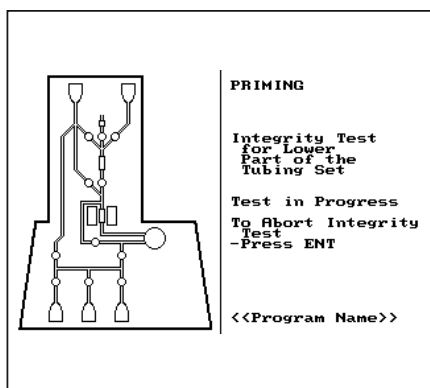 PRIMING
Integrity Test
for Lower
Part of the
Tubing Set
Test in Progress
To Abort Integrity
Test
-Press ENT
<<Program Name>>